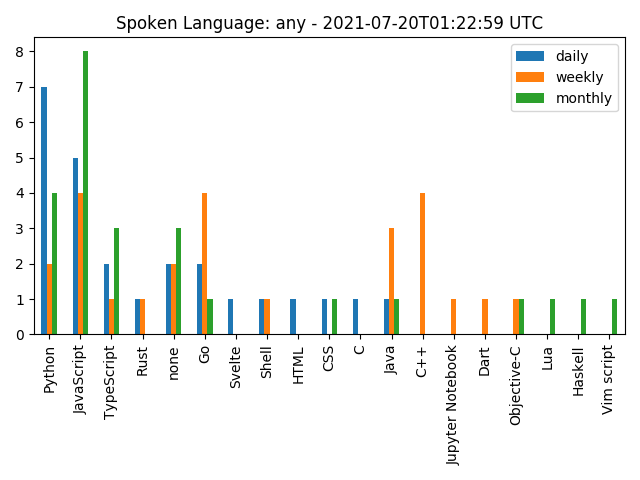 Spoken Language: any - 2021-07-20T01:22:59 UTC
daily
weekly
monthly
8
7
6
5
4
3
2
1
0
Python
JavaScript
TypeScript
Rust
none
Go
Svelte
Shell
HTML
CSS
C
Java
C++
Jupyter Notebook
Dart
Objective-C
Lua
Haskell
Vim script